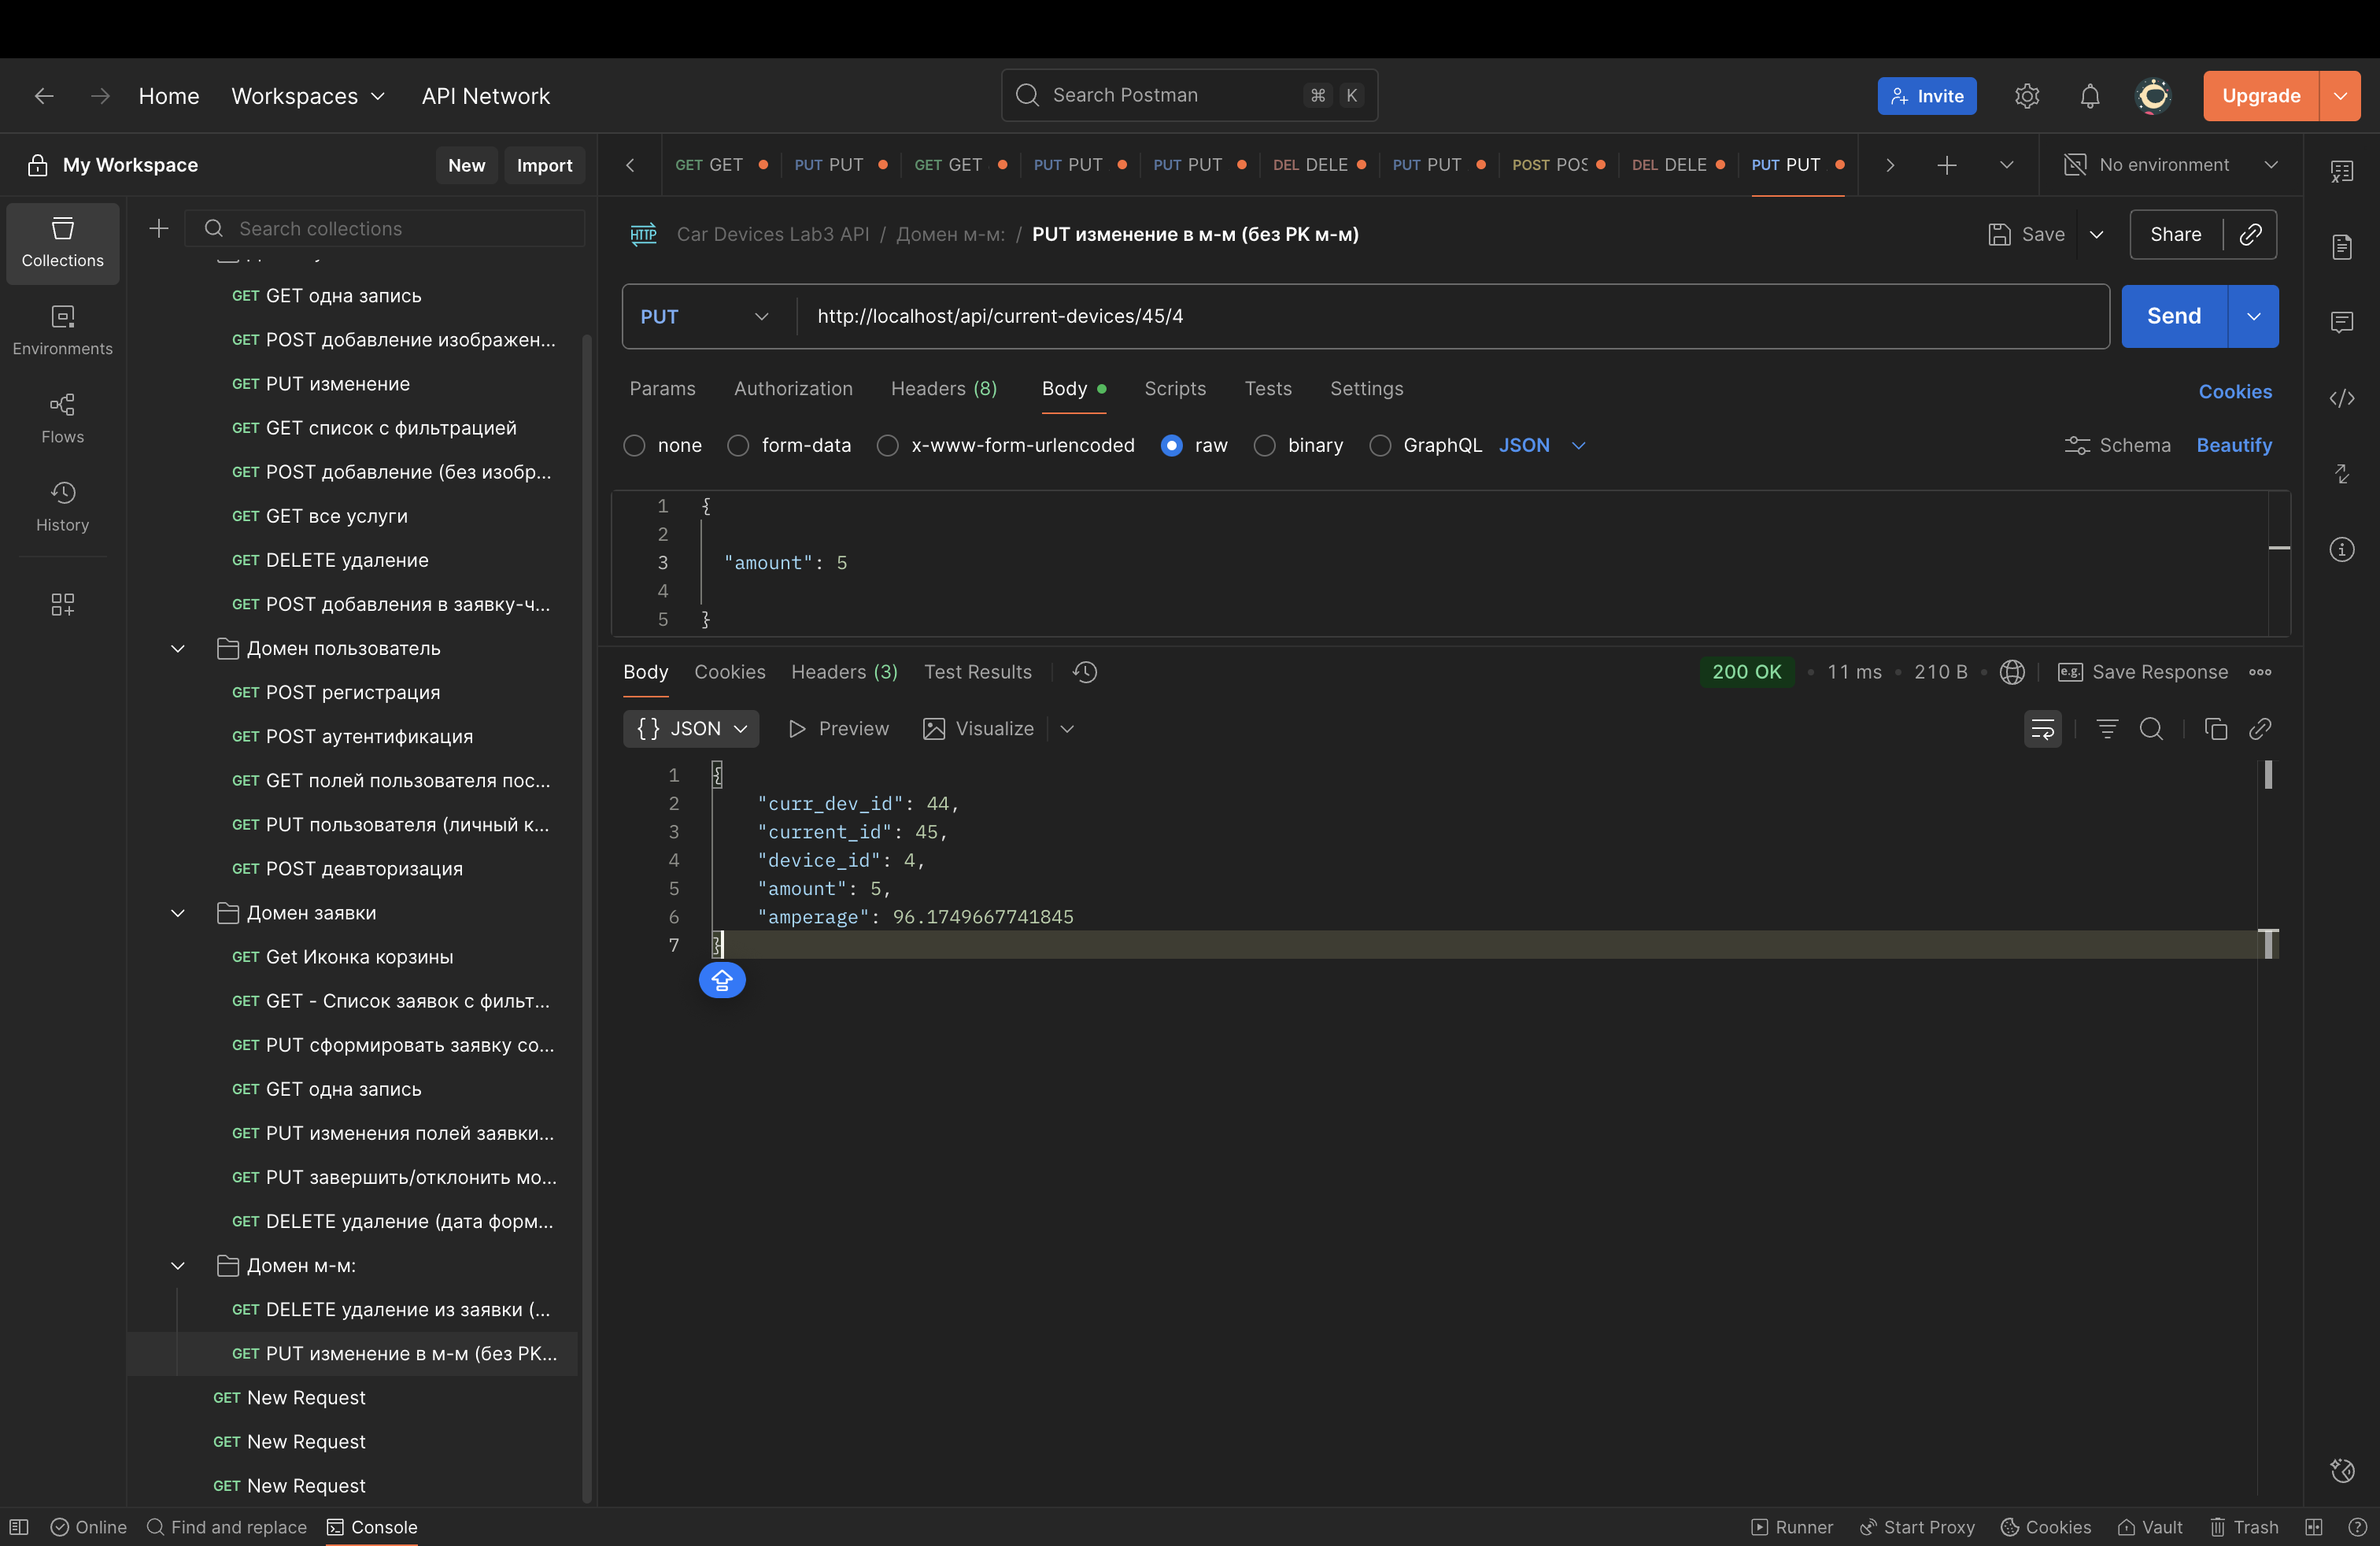 Home Workspaces API Network
Search Postman ⌘ K
Invite
Upgrade
My Workspace
New Import
GET GET
PUT PUT
GET GET
PUT PUT
PUT PUT
DEL DELE
PUT PUT
POST POS
DEL DELE
PUT PUT
No environment
Collections
Environments
Flows
History
Search collections
GET GET одна запись
GET POST добавление изображен...
GET PUT изменение
GET GET список с фильтрацией
GET POST добавление (без изобр...
GET GET все услуги
GET DELETE удаление
GET POST добавления в заявку-ч...
Домен пользователь
GET POST регистрация
GET POST аутентификация
GET GET полей пользователя пос...
GET PUT пользователя (личный к...
GET POST деавторизация
Домен заявки
GET Get Иконка корзины
GET GET - Список заявок с фильт...
GET PUT сформировать заявку со...
GET GET одна запись
GET PUT изменения полей заявки...
GET PUT завершить/отклонить мо...
GET DELETE удаление (дата форм...
Домен м-м:
GET DELETE удаление из заявки (...
GET PUT изменение в м-м (без PK...
GET New Request
GET New Request
GET New Request
HTTP Car Devices Lab3 API / Домен м-м: / PUT изменение в м-м (без PK м-м)
Save Share
PUT http://localhost/api/current-devices/45/4
Send
Params Authorization Headers (8) Body Scripts Tests Settings
Cookies
none form-data x-www-form-urlencoded raw binary GraphQL JSON
Schema Beautify
1 {
2
3 "amount": 5
4
5 }
Body Cookies Headers (3) Test Results
200 OK 11 ms 210 B e.g. Save Response
{} JSON Preview Visualize
1 {
2 "curr_dev_id": 44,
3 "current_id": 45,
4 "device_id": 4,
5 "amount": 5,
6 "amperage": 96.1749667741845
7 }
Online Find and replace Console
Runner Start Proxy Cookies Vault Trash